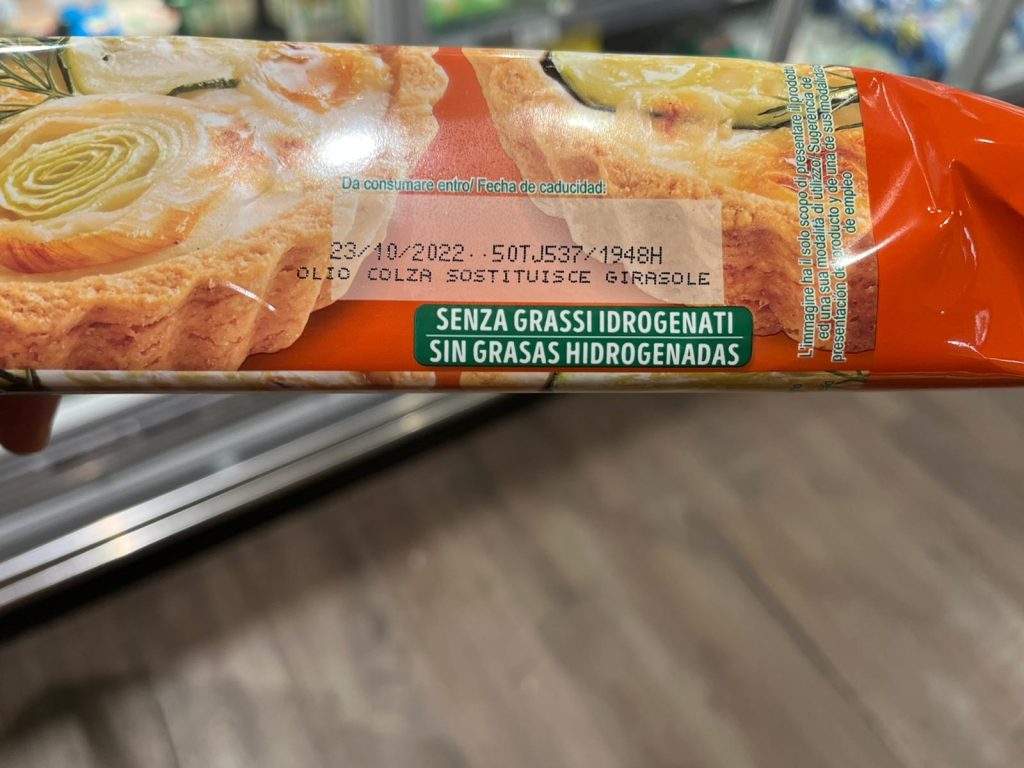 Da consumare entro/ Fecha de caducidad:
23/10/2022··50TJ537/1948H
OLIO COLZA SOSTITUISCE GIRASOLE
SENZA GRASSI IDROGENATI
SIN GRASAS HIDROGENADAS
L'immagine ha il solo scopo di presentare il prodotto
ed una sua modalità di utilizzo/ Sugerencia de
presentación del producto y de una de sus modalidades
de empleo